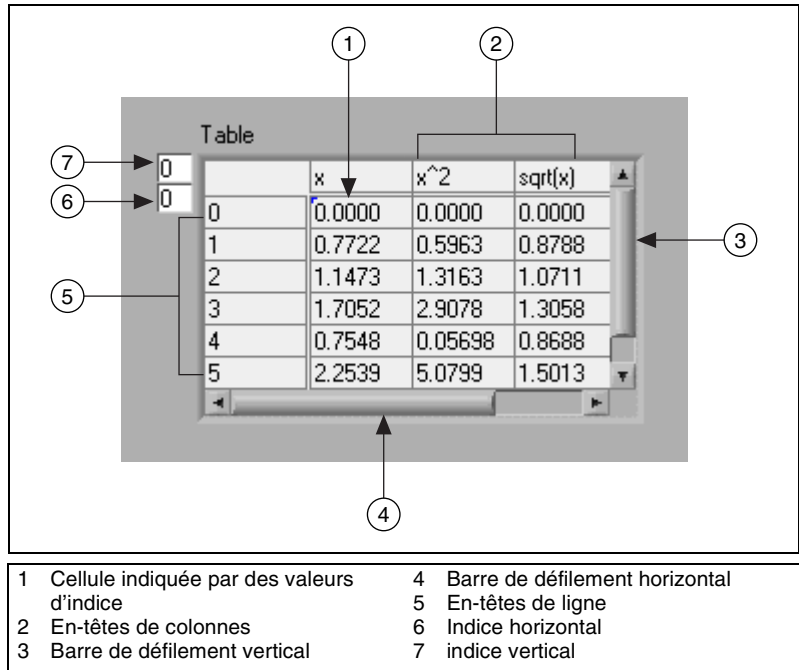 1
2
Table
7
0
6
0
x x^2 sqrt(x)
0 0.0000 0.0000 0.0000
1 0.7722 0.5963 0.8788
2 1.1473 1.3163 1.0711
3 1.7052 2.9078 1.3058
4 0.7548 0.05698 0.8688
5 2.2539 5.0799 1.5013
3
5
4
1 Cellule indiquée par des valeurs
d'indice
2 En-têtes de colonnes
3 Barre de défilement vertical
4 Barre de défilement horizontal
5 En-têtes de ligne
6 Indice horizontal
7 indice vertical